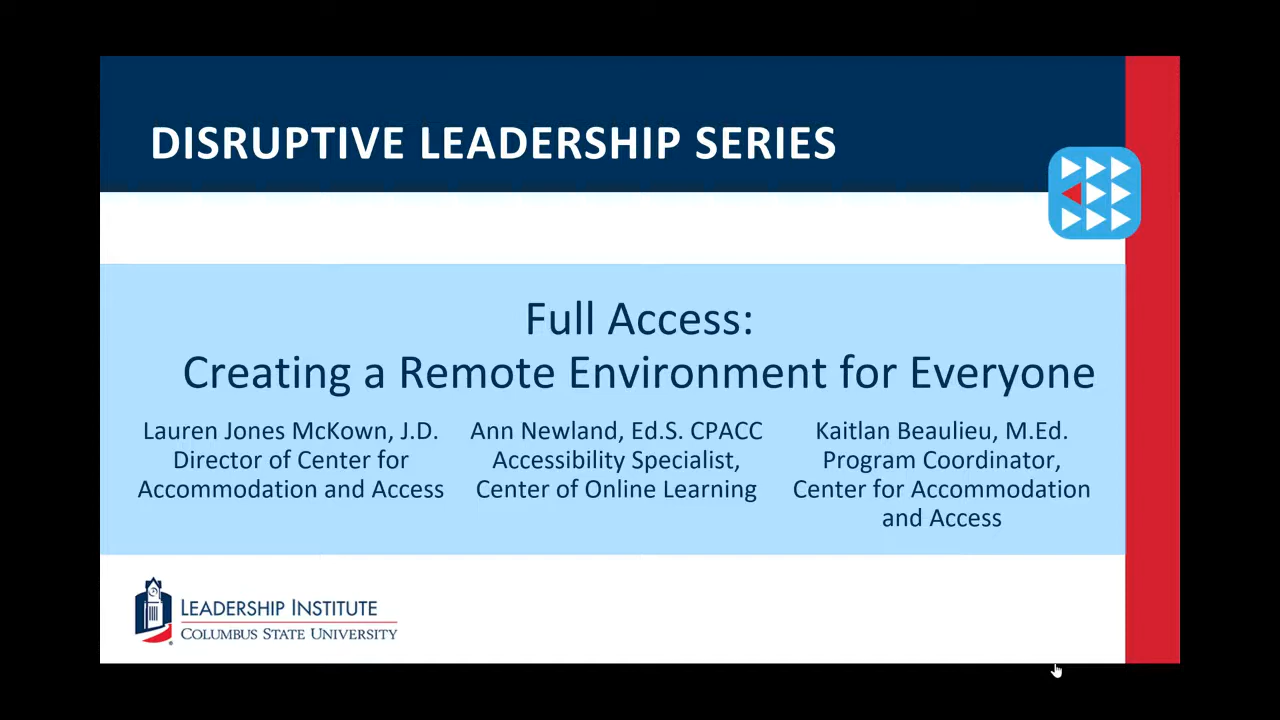 DISRUPTIVE LEADERSHIP SERIES
Full Access:
Creating a Remote Environment for Everyone
Lauren Jones McKown, J.D.
Director of Center for
Accommodation and Access
Ann Newland, Ed.S. CPACC
Accessibility Specialist,
Center of Online Learning
Kaitlan Beaulieu, M.Ed.
Program Coordinator,
Center for Accommodation
and Access
LEADERSHIP INSTITUTE
COLUMBUS STATE UNIVERSITY